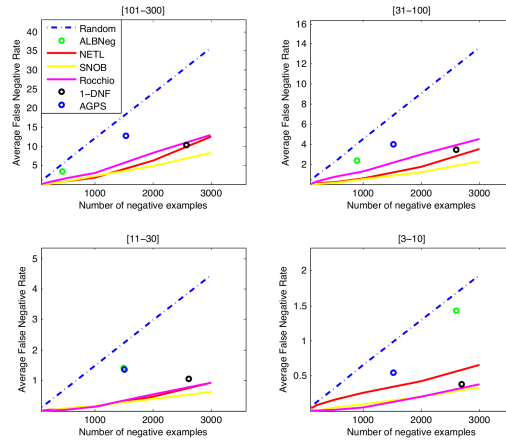 [101−300]
Average False Negative Rate
40
35
30
25
20
15
10
5
1000 2000 3000
Number of negative examples
Random
ALBNeg
NETL
SNOB
Rocchio
1−DNF
AGPS
[31−100]
Average False Negative Rate
16
14
12
10
8
6
4
2
1000 2000 3000
Number of negative examples
[11−30]
Average False Negative Rate
5
4
3
2
1
1000 2000 3000
Number of negative examples
[3−10]
Average False Negative Rate
2
1.5
1
0.5
1000 2000 3000
Number of negative examples